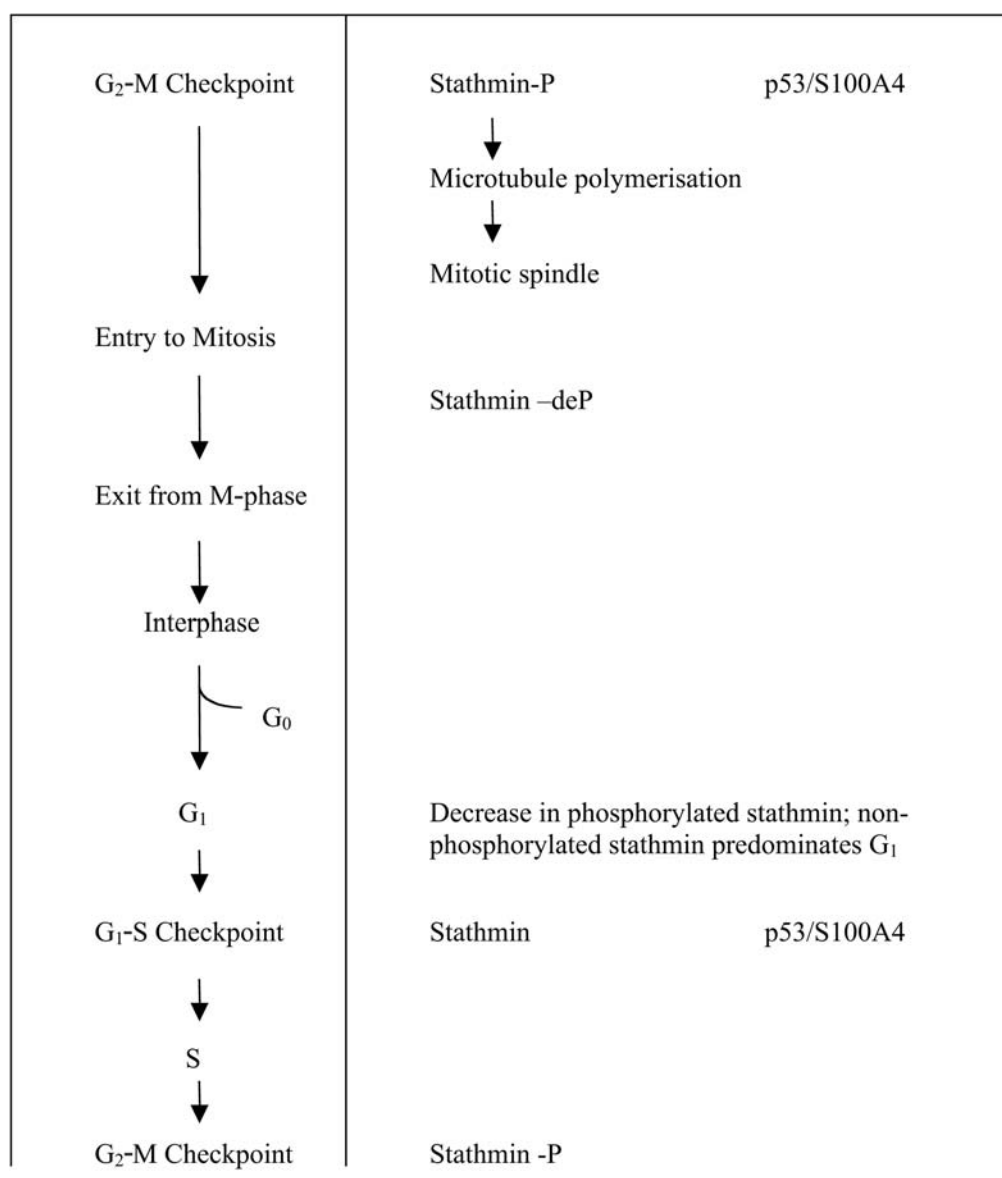 G₂-M Checkpoint Stathmin-P p53/S100A4
Microtubule polymerisation
Mitotic spindle
Entry to Mitosis
Stathmin –deP
Exit from M-phase
Interphase
G₀
G₁ Decrease in phosphorylated stathmin; non-
phosphorylated stathmin predominates G₁
G₁-S Checkpoint Stathmin p53/S100A4
S
G₂-M Checkpoint Stathmin -P